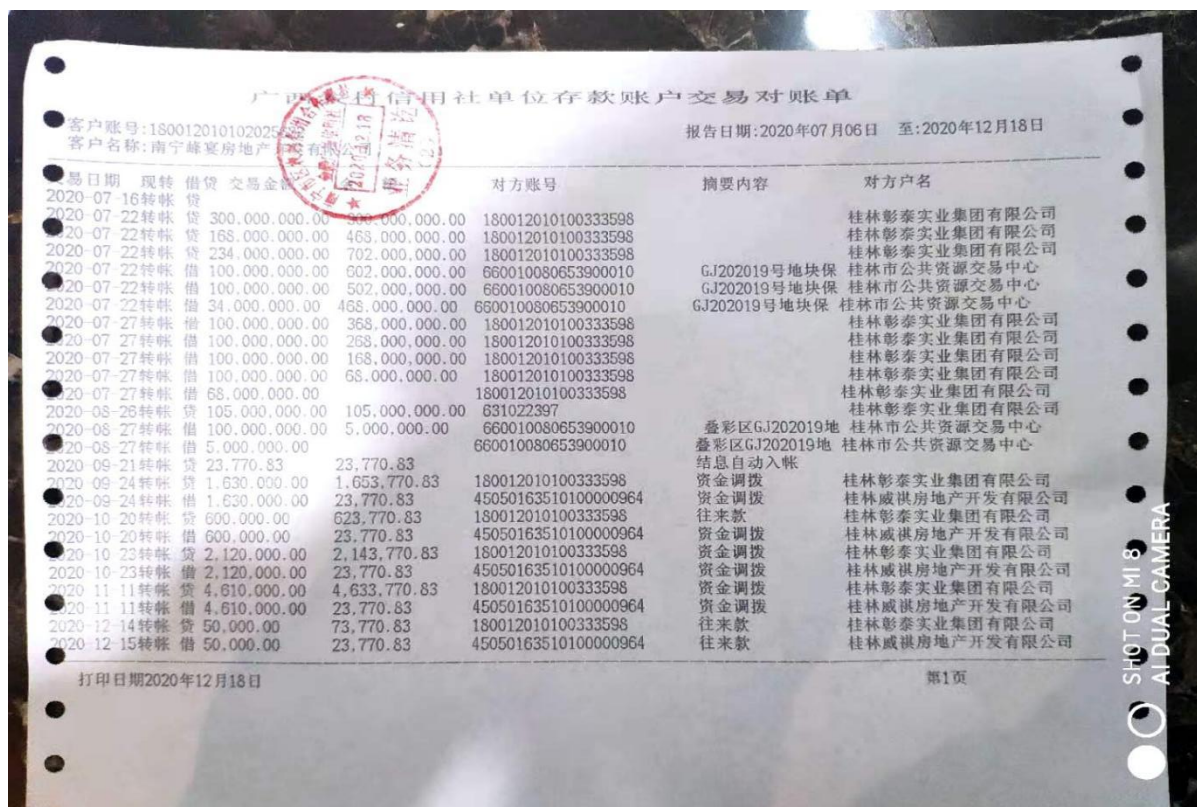 广西农村信用社单位存款账户交易对账单
客户账号:18001201010202
报告日期:2020年07月06日 至:2020年12月18日
客户名称:南宁峰宴房地产
交易日期 现转 借贷 交易金 对方账号 摘要内容 对方户名
2020-07-16转帐 贷
2020-07-22转帐 贷 300.000.000.00 300.000.000.00 180012010100333598 桂林彰泰实业集团有限公司
2020-07-22转帐 贷 168.000.000.00 468.000.000.00 180012010100333598 桂林彰泰实业集团有限公司
2020-07-22转帐 贷 234.000.000.00 702.000.000.00 180012010100333598 桂林彰泰实业集团有限公司
2020-07-22转帐 借 100.000.000.00 602.000.000.00 660010080653900010 GJ202019号地块保 桂林市公共资源交易中心
2020-07-22转帐 借 100.000.000.00 502.000.000.00 660010080653900010 GJ202019号地块保 桂林市公共资源交易中心
2020-07-22转帐 借 34.000.000.00 468.000.000.00 660010080653900010 GJ202019号地块保 桂林市公共资源交易中心
2020-07-27转帐 借 100.000.000.00 368.000.000.00 180012010100333598 桂林彰泰实业集团有限公司
2020-07-27转帐 借 100.000.000.00 268.000.000.00 180012010100333598 桂林彰泰实业集团有限公司
2020-07-27转帐 借 100.000.000.00 168.000.000.00 180012010100333598 桂林彰泰实业集团有限公司
2020-07-27转帐 借 100.000.000.00 68.000.000.00 180012010100333598 桂林彰泰实业集团有限公司
2020-07-27转帐 借 68.000.000.00 180012010100333598 桂林彰泰实业集团有限公司
2020-08-26转帐 贷 105.000.000.00 105.000.000.00 631022397 桂林彰泰实业集团有限公司
2020-08-27转帐 借 100.000.000.00 5.000.000.00 660010080653900010 叠彩区GJ202019地 桂林市公共资源交易中心
2020-08-27转帐 借 5.000.000.00 660010080653900010 叠彩区GJ202019地 桂林市公共资源交易中心
2020-09-21转帐 贷 23.770.83 23,770.83 结息自动入帐
2020-09-24转帐 贷 1.630.000.00 1.653,770.83 180012010100333598 资金调拨 桂林彰泰实业集团有限公司
2020-09-24转帐 借 1.630.000.00 23,770.83 45050163510100000964 资金调拨 桂林威祺房地产开发有限公司
2020-10-20转帐 贷 600.000.00 623,770.83 180012010100333598 往来款 桂林彰泰实业集团有限公司
2020-10-20转帐 借 600,000.00 23,770.83 45050163510100000964 资金调拨 桂林威祺房地产开发有限公司
2020-10-23转帐 贷 2,120.000.00 2,143,770.83 180012010100333598 资金调拨 桂林彰泰实业集团有限公司
2020-10-23转帐 借 2,120.000.00 23,770.83 45050163510100000964 资金调拨 桂林威祺房地产开发有限公司
2020-11-11转帐 贷 4.610.000.00 4,633,770.83 180012010100333598 资金调拨 桂林彰泰实业集团有限公司
2020-11-11转帐 借 4.610.000.00 23,770.83 45050163510100000964 资金调拨 桂林威祺房地产开发有限公司
2020-12-14转帐 贷 50,000.00 73,770.83 180012010100333598 往来款 桂林彰泰实业集团有限公司
2020-12-15转帐 借 50,000.00 23,770.83 45050163510100000964 往来款 桂林威祺房地产开发有限公司
打印日期2020年12月18日
第1页
2020.12.18
业务清讫
SHOT ON MI 8
AI DUAL CAMERA